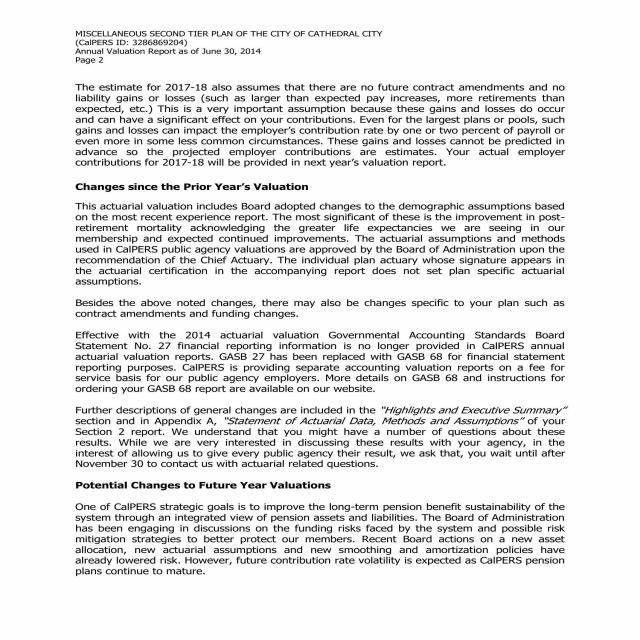 MISCELLANEOUS SECOND TIER PLAN OF THE CITY OF CATHEDRAL CITY
(CalPERS ID: 3286869204)
Annual Valuation Report as of June 30, 2014
Page 2
The estimate for 2017-18 also assumes that there are no future contract amendments and no
liability gains or losses (such as larger than expected pay increases, more retirements than
expected, etc.) This is a very important assumption because these gains and losses do occur
and can have a significant effect on your contributions. Even for the largest plans or pools, such
gains and losses can impact the employer's contribution rate by one or two percent of payroll or
even more in some less common circumstances. These gains and losses cannot be predicted in
advance so the projected employer contributions are estimates. Your actual employer
contributions for 2017-18 will be provided in next year's valuation report.
Changes since the Prior Year's Valuation
This actuarial valuation includes Board adopted changes to the demographic assumptions based
on the most recent experience report. The most significant of these is the improvement in post-
retirement mortality acknowledging the greater life expectancies we are seeing in our
membership and expected continued improvements. The actuarial assumptions and methods
used in CalPERS public agency valuations are approved by the Board of Administration upon the
recommendation of the Chief Actuary. The individual plan actuary whose signature appears in
the actuarial certification in the accompanying report does not set plan specific actuarial
assumptions.
Besides the above noted changes, there may also be changes specific to your plan such as
contract amendments and funding changes.
Effective with the 2014 actuarial valuation Governmental Accounting Standards Board
Statement No. 27 financial reporting information is no longer provided in CalPERS annual
actuarial valuation reports. GASB 27 has been replaced with GASB 68 for financial statement
reporting purposes. CalPERS is providing separate accounting valuation reports on a fee for
service basis for our public agency employers. More details on GASB 68 and instructions for
ordering your GASB 68 report are available on our website.
Further descriptions of general changes are included in the "Highlights and Executive Summary"
section and in Appendix A, "Statement of Actuarial Data, Methods and Assumptions" of your
Section 2 report. We understand that you might have a number of questions about these
results. While we are very interested in discussing these results with your agency, in the
interest of allowing us to give every public agency their result, we ask that, you wait until after
November 30 to contact us with actuarial related questions.
Potential Changes to Future Year Valuations
One of CalPERS strategic goals is to improve the long-term pension benefit sustainability of the
system through an integrated view of pension assets and liabilities. The Board of Administration
has been engaging in discussions on the funding risks faced by the system and possible risk
mitigation strategies to better protect our members. Recent Board actions on a new asset
allocation, new actuarial assumptions and new smoothing and amortization policies have
already lowered risk. However, future contribution rate volatility is expected as CalPERS pension
plans continue to mature.